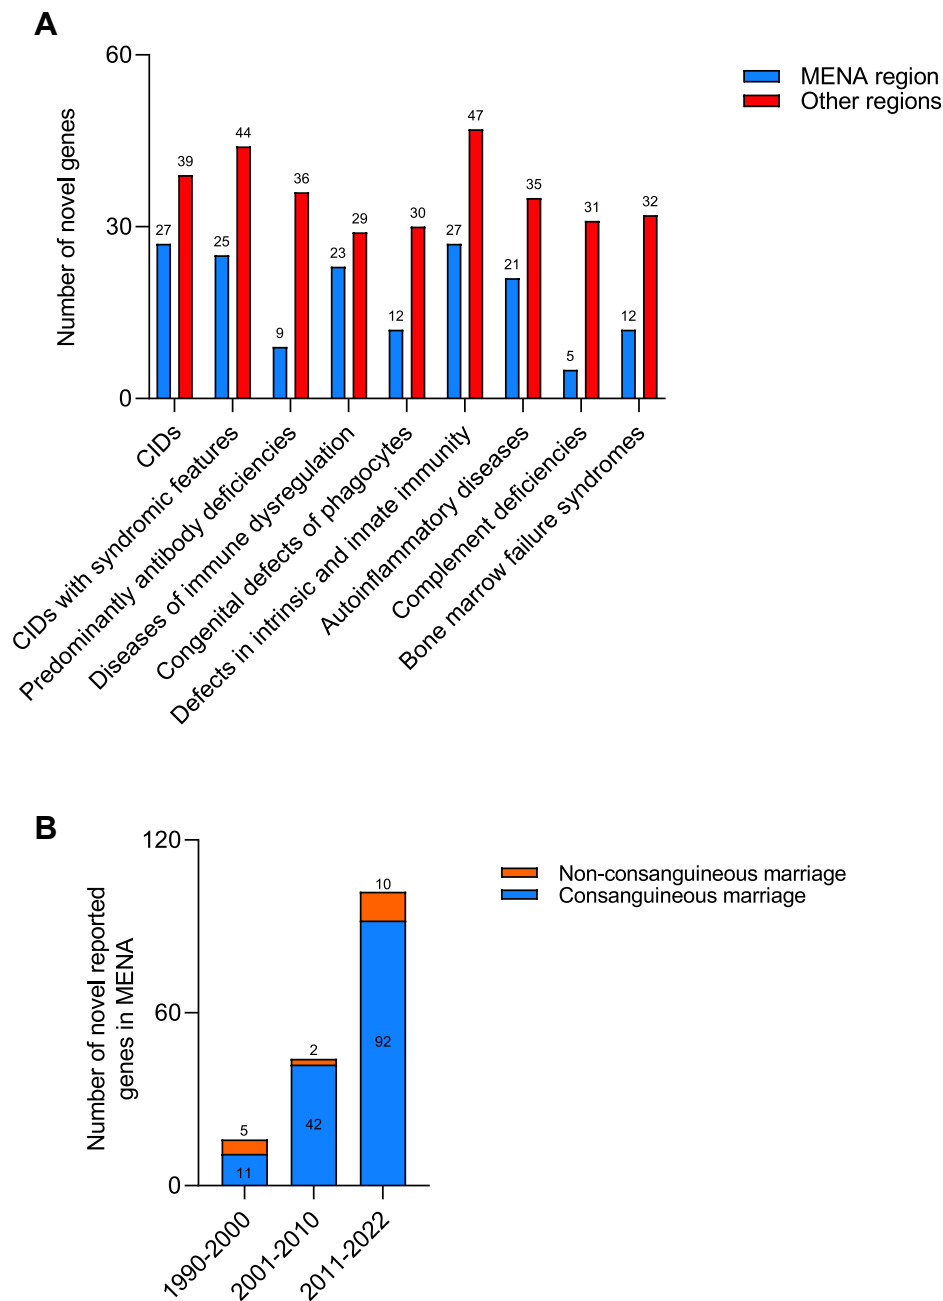 A
60
30
0
Number of novel genes
MENA region
Other regions
27
39
25
44
9
36
23
29
12
30
27
47
21
35
5
31
12
32
CIDs
CIDs with syndromic features
Predominantly antibody deficiencies
Diseases of immune dysregulation
Congenital defects of phagocytes
Defects in intrinsic and innate immunity
Autoinflammatory diseases
Complement deficiencies
Bone marrow failure syndromes
B
120
60
0
Number of novel reported
genes in MENA
Non-consanguineous marriage
Consanguineous marriage
5
11
2
42
10
92
1990-2000
2001-2010
2011-2022